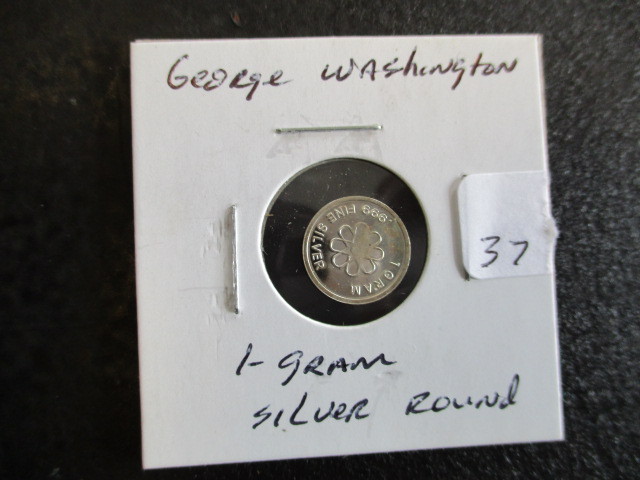 George Washington
.999 FINE SILVER
1 GRAM
37
1-gram
silver round